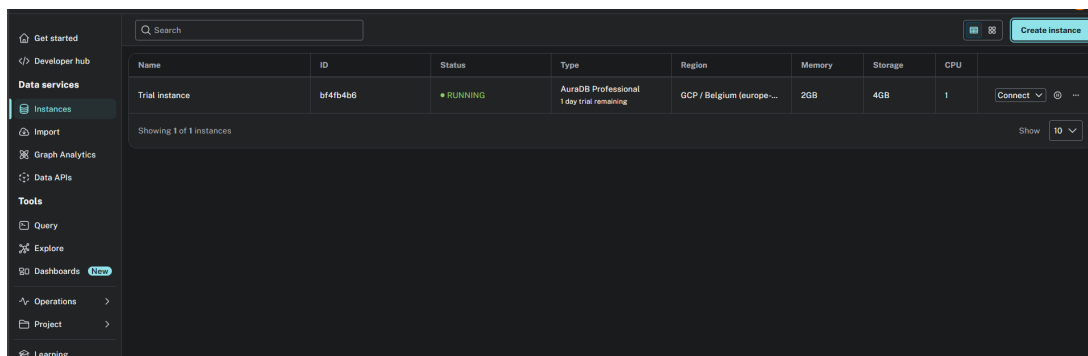 Get started
Developer hub
Data services
Instances
Import
Graph Analytics
Data APIs
Tools
Query
Explore
Dashboards New
Operations
Project
Learning
Search
Create instance
Name ID Status Type Region Memory Storage CPU
Trial instance bf4fb4b6 RUNNING AuraDB Professional GCP / Belgium (europe-... 2GB 4GB 1 Connect
1 day trial remaining
Showing 1 of 1 instances
Show 10